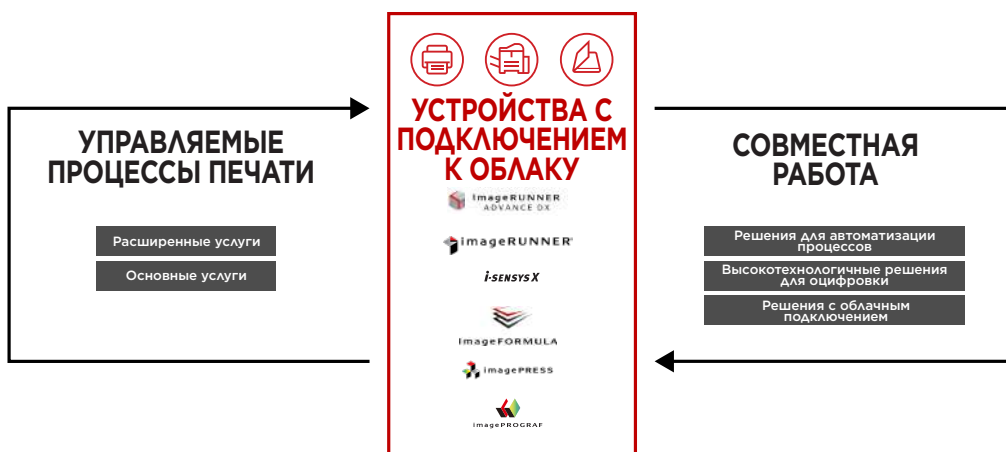 УПРАВЛЯЕМЫЕ
ПРОЦЕССЫ ПЕЧАТИ
Расширенные услуги
Основные услуги
УСТРОЙСТВА С
ПОДКЛЮЧЕНИЕМ
К ОБЛАКУ
imageRUNNER
ADVANCE DX
imageRUNNER
i-SENSYS X
imageFORMULA
imagePRESS
imagePROGRAF
СОВМЕСТНАЯ
РАБОТА
Решения для автоматизации
процессов
Высокотехнологичные решения
для оцифровки
Решения с облачным
подключением